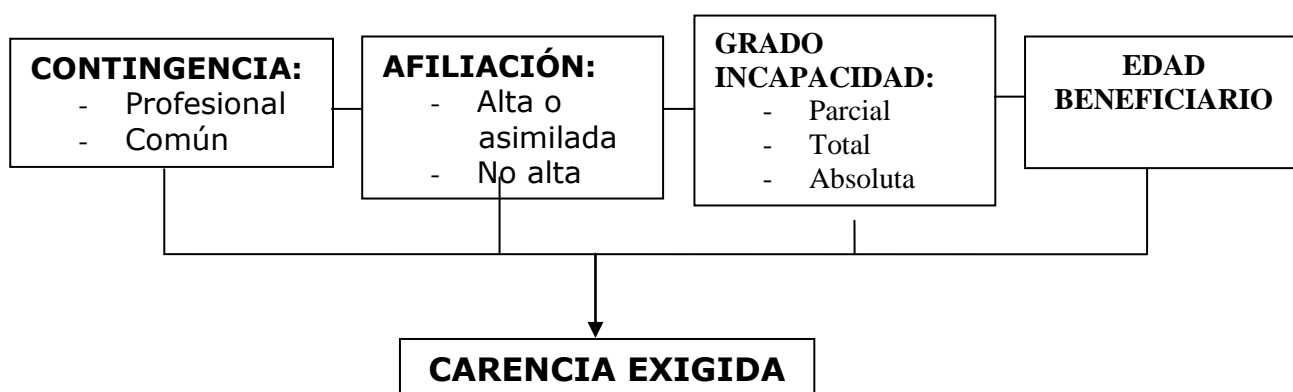 CONTINGENCIA:
- Profesional
- Común
AFILIACIÓN:
- Alta o
asimilada
- No alta
GRADO
INCAPACIDAD:
- Parcial
- Total
- Absoluta
EDAD
BENEFICIARIO
CARENCIA EXIGIDA